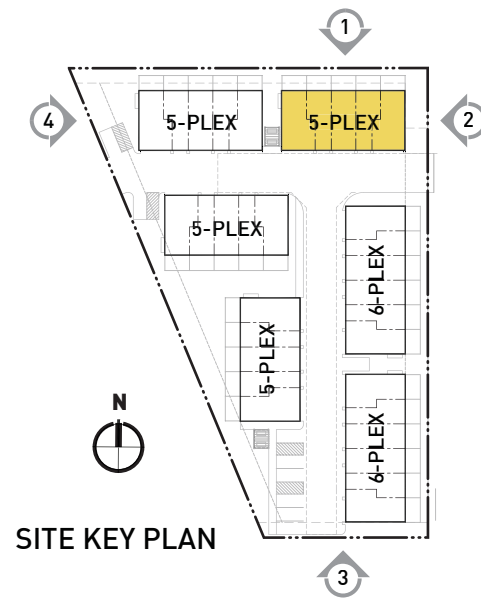 1
5-PLEX
5-PLEX
4
2
5-PLEX
6-PLEX
5-PLEX
6-PLEX
N
SITE KEY PLAN
3